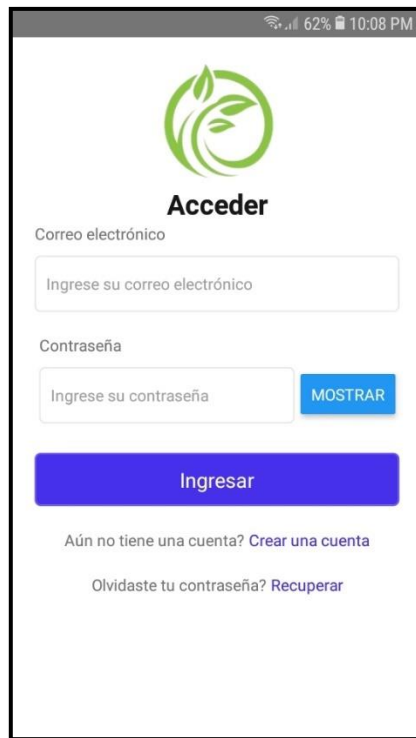 62% 10:08 PM
Acceder
Correo electrónico
Ingrese su correo electrónico
Contraseña
Ingrese su contraseña MOSTRAR
Ingresar
Aún no tiene una cuenta? Crear una cuenta
Olvidaste tu contraseña? Recuperar